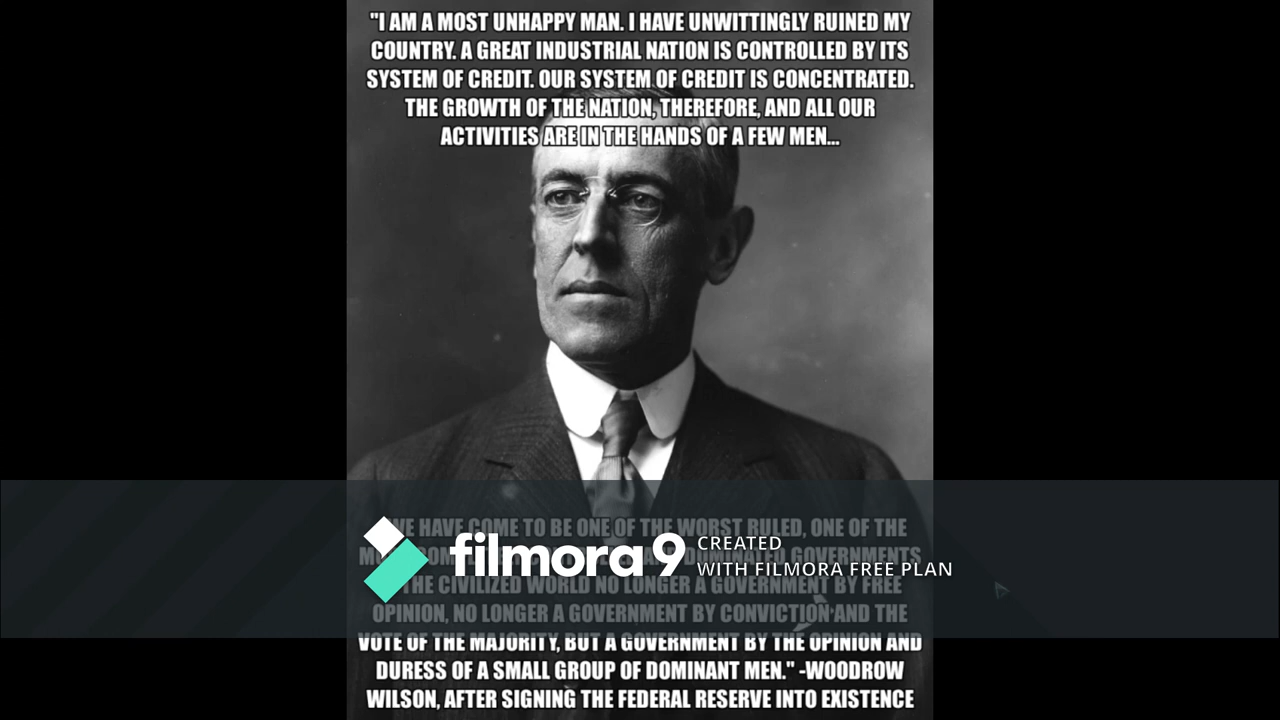 "I AM A MOST UNHAPPY MAN. I HAVE UNWITTINGLY RUINED MY
COUNTRY. A GREAT INDUSTRIAL NATION IS CONTROLLED BY ITS
SYSTEM OF CREDIT. OUR SYSTEM OF CREDIT IS CONCENTRATED.
THE GROWTH OF THE NATION, THEREFORE, AND ALL OUR
ACTIVITIES ARE IN THE HANDS OF A FEW MEN...
WE HAVE COME TO BE ONE OF THE WORST RULED, ONE OF THE
DOMINATED GOVERNMENTS
filmora9
CREATED
WITH FILMORA FREE PLAN
THE CIVILIZED WORLD NO LONGER A GOVERNMENT BY FREE
OPINION, NO LONGER A GOVERNMENT BY CONVICTION AND THE
VOTE OF THE MAJORITY, BUT A GOVERNMENT BY THE OPINION AND
DURESS OF A SMALL GROUP OF DOMINANT MEN." -WOODROW
WILSON, AFTER SIGNING THE FEDERAL RESERVE INTO EXISTENCE